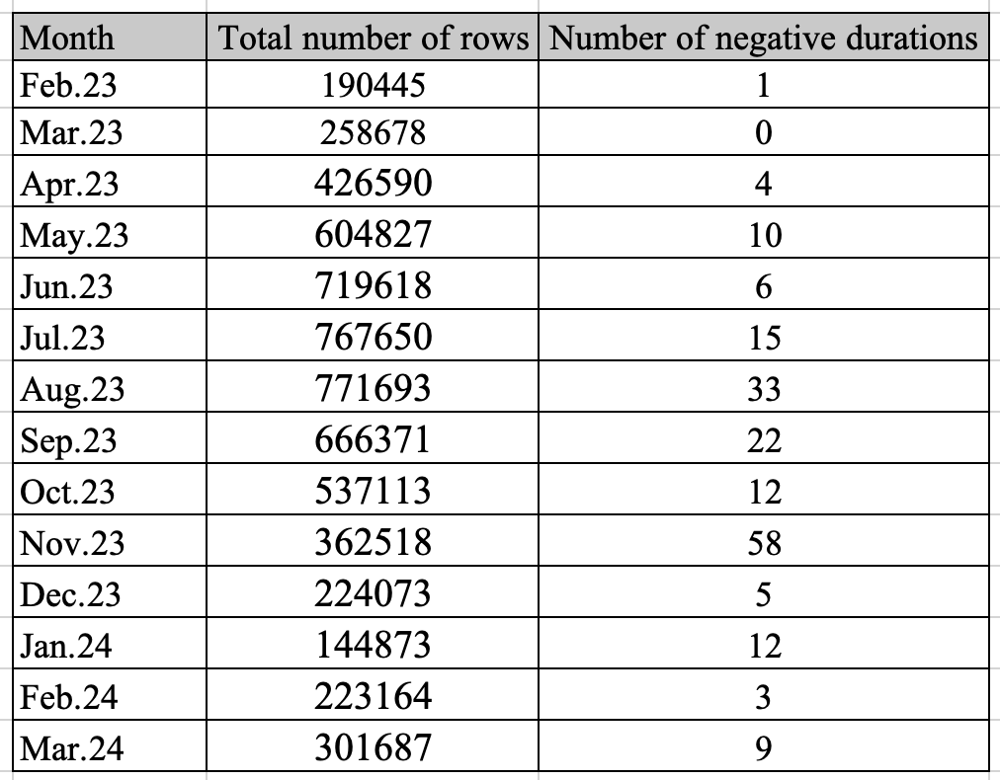 Month Total number of rows Number of negative durations
Feb.23 190445 1
Mar.23 258678 0
Apr.23 426590 4
May.23 604827 10
Jun.23 719618 6
Jul.23 767650 15
Aug.23 771693 33
Sep.23 666371 22
Oct.23 537113 12
Nov.23 362518 58
Dec.23 224073 5
Jan.24 144873 12
Feb.24 223164 3
Mar.24 301687 9